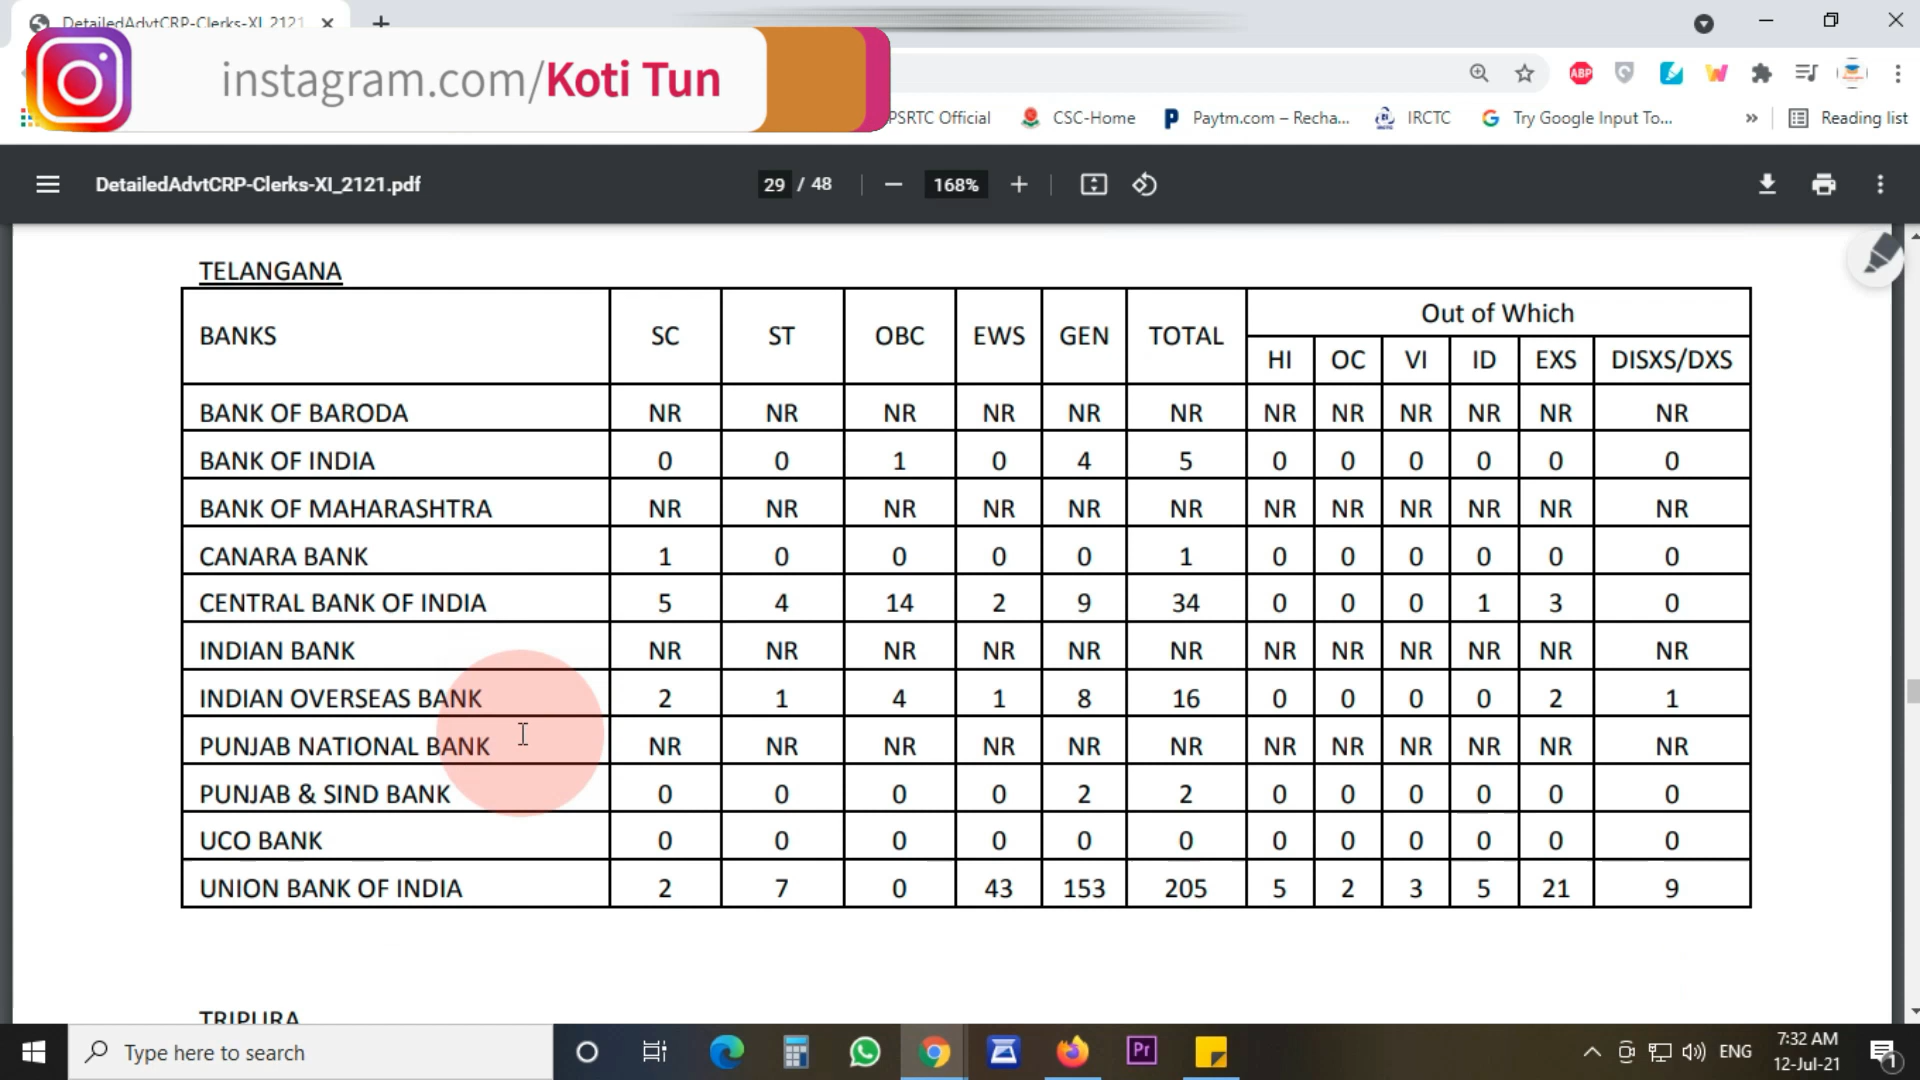 DetailedAdvtCRP-Clerks-XI_2121
instagram.com/Koti Tun
ABP
PSRTC Official CSC-Home Paytm.com – Recha... IRCTC Try Google Input To... » Reading list
DetailedAdvtCRP-Clerks-XI_2121.pdf 29 / 48 168%
TELANGANA
BANKS SC ST OBC EWS GEN TOTAL Out of Which
HI OC VI ID EXS DISXS/DXS
BANK OF BARODA NR NR NR NR NR NR NR NR NR NR NR NR
BANK OF INDIA 0 0 1 0 4 5 0 0 0 0 0 0
BANK OF MAHARASHTRA NR NR NR NR NR NR NR NR NR NR NR NR
CANARA BANK 1 0 0 0 0 1 0 0 0 0 0 0
CENTRAL BANK OF INDIA 5 4 14 2 9 34 0 0 0 1 3 0
INDIAN BANK NR NR NR NR NR NR NR NR NR NR NR NR
INDIAN OVERSEAS BANK 2 1 4 1 8 16 0 0 0 0 2 1
PUNJAB NATIONAL BANK NR NR NR NR NR NR NR NR NR NR NR NR
PUNJAB & SIND BANK 0 0 0 0 2 2 0 0 0 0 0 0
UCO BANK 0 0 0 0 0 0 0 0 0 0 0 0
UNION BANK OF INDIA 2 7 0 43 153 205 5 2 3 5 21 9
TRIPURA
Type here to search Pr ENG 7:32 AM
12-Jul-21 1